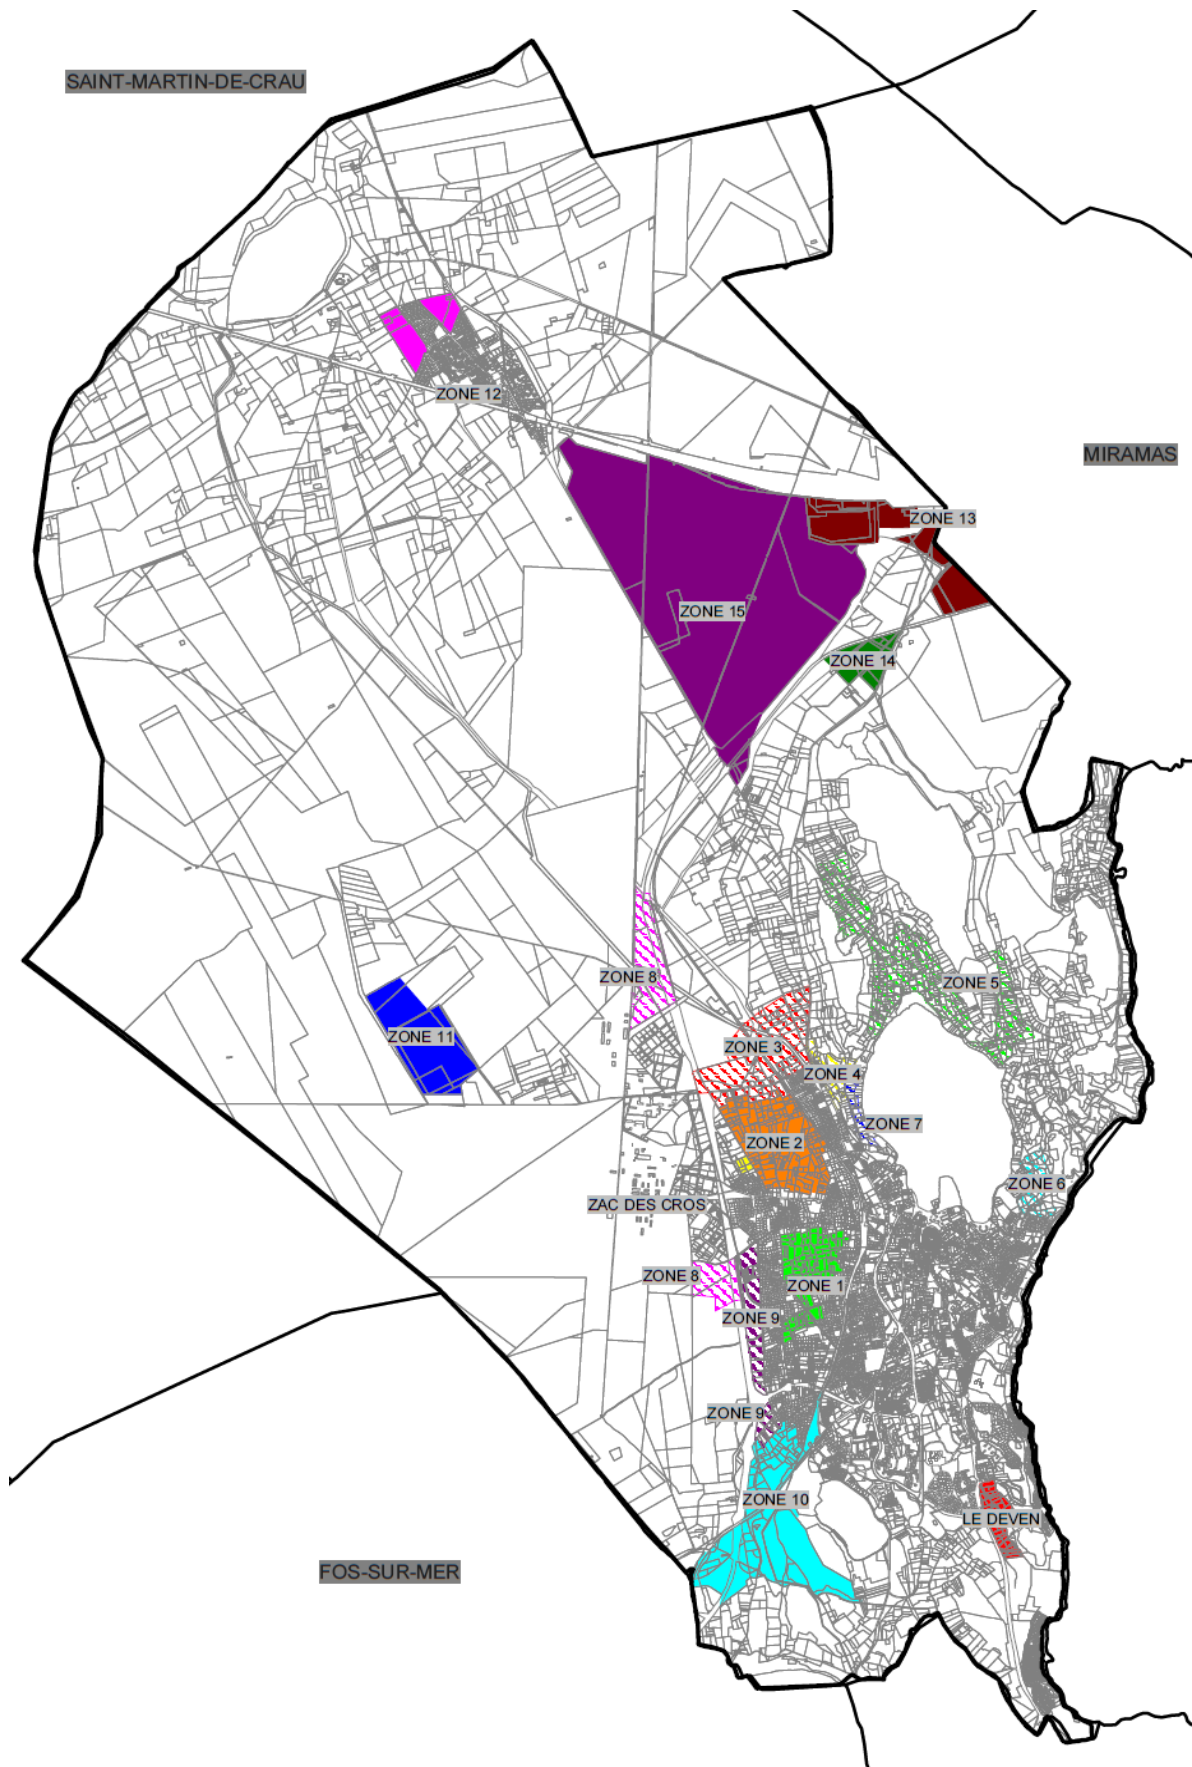 SAINT-MARTIN-DE-CRAU
ZONE 12
MIRAMAS
ZONE 13
ZONE 15
ZONE 14
ZONE 8
ZONE 5
ZONE 11
ZONE 3
ZONE 4
ZONE 7
ZONE 2
ZONE 6
ZAC DES CROS
ZONE 8
ZONE 1
ZONE 9
ZONE 9
ZONE 10
LE DEVEN
FOS-SUR-MER